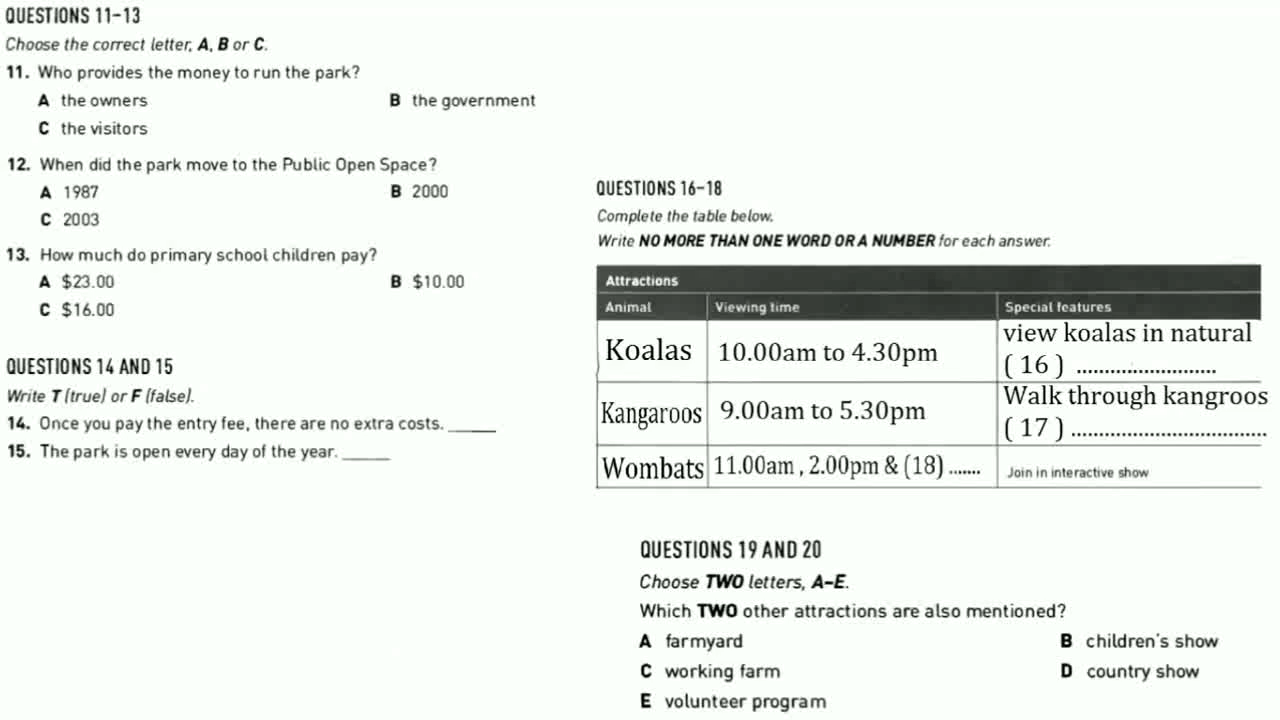 QUESTIONS 11–13
Choose the correct letter, A, B or C.
11. Who provides the money to run the park?
A the owners
B the government
C the visitors
12. When did the park move to the Public Open Space?
A 1987
B 2000
C 2003
13. How much do primary school children pay?
A $23.00
B $10.00
C $16.00
QUESTIONS 14 AND 15
Write T (true) or F (false).
14. Once you pay the entry fee, there are no extra costs. _____
15. The park is open every day of the year. _____
QUESTIONS 16–18
Complete the table below.
Write NO MORE THAN ONE WORD OR A NUMBER for each answer.
Attractions
Animal Viewing time Special features
Koalas 10.00am to 4.30pm view koalas in natural
( 16 ) ........................
Kangaroos 9.00am to 5.30pm Walk through kangroos
( 17 ) .................................
Wombats 11.00am , 2.00pm & (18) ....... Join in interactive show
QUESTIONS 19 AND 20
Choose TWO letters, A–E.
Which TWO other attractions are also mentioned?
A farmyard
B children's show
C working farm
D country show
E volunteer program